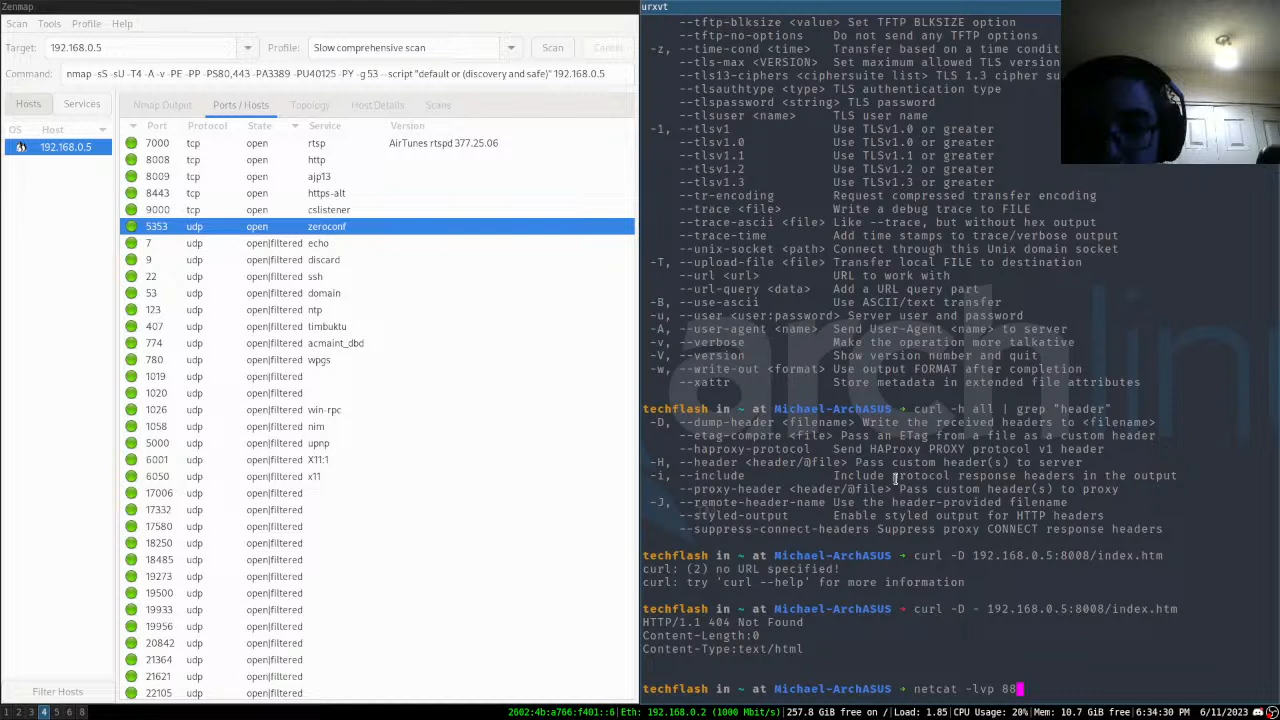 Zenmap
Scan Tools Profile Help
Target: 192.168.0.5 Profile: Slow comprehensive scan Scan Cancel
Command: nmap -sS -sU -T4 -A -v -PE -PP -PS80,443 -PA3389 -PU40125 -PY -g 53 --script "default or (discovery and safe)" 192.168.0.5
Hosts Services
OS Host
192.168.0.5
Filter Hosts
Nmap Output Ports / Hosts Topology Host Details Scans
Port Protocol State Service Version
7000 tcp open rtsp AirTunes rtspd 377.25.06
8008 tcp open http
8009 tcp open ajp13
8443 tcp open https-alt
9000 tcp open cslistener
5353 udp open zeroconf
7 udp open|filtered echo
9 udp open|filtered discard
22 udp open|filtered ssh
53 udp open|filtered domain
123 udp open|filtered ntp
407 udp open|filtered timbuktu
774 udp open|filtered acmaint_dbd
780 udp open|filtered wpgs
1019 udp open|filtered
1020 udp open|filtered
1026 udp open|filtered win-rpc
1058 udp open|filtered nim
5000 udp open|filtered upnp
6001 udp open|filtered X11:1
6050 udp open|filtered x11
17006 udp open|filtered
17332 udp open|filtered
17580 udp open|filtered
18250 udp open|filtered
18485 udp open|filtered
19273 udp open|filtered
19500 udp open|filtered
19933 udp open|filtered
19956 udp open|filtered
20842 udp open|filtered
21364 udp open|filtered
21621 udp open|filtered
22105 udp open|filtered
urxvt
--tftp-blksize <value> Set TFTP BLKSIZE option
--tftp-no-options Do not send any TFTP options
-z, --time-cond <time> Transfer based on a time condit
--tls-max <VERSION> Set maximum allowed TLS version
--tls13-ciphers <ciphersuite list> TLS 1.3 cipher su
--tlsauthtype <type> TLS authentication type
--tlspassword <string> TLS password
--tlsuser <name> TLS user name
-1, --tlsv1 Use TLSv1.0 or greater
--tlsv1.0 Use TLSv1.0 or greater
--tlsv1.1 Use TLSv1.1 or greater
--tlsv1.2 Use TLSv1.2 or greater
--tlsv1.3 Use TLSv1.3 or greater
--tr-encoding Request compressed transfer encoding
--trace <file> Write a debug trace to FILE
--trace-ascii <file> Like --trace, but without hex output
--trace-time Add time stamps to trace/verbose output
--unix-socket <path> Connect through this Unix domain socket
-T, --upload-file <file> Transfer local FILE to destination
--url <url> URL to work with
--url-query <data> Add a URL query part
-B, --use-ascii Use ASCII/text transfer
-u, --user <user:password> Server user and password
-A, --user-agent <name> Send User-Agent <name> to server
-v, --verbose Make the operation more talkative
-V, --version Show version number and quit
-w, --write-out <format> Use output FORMAT after completion
--xattr Store metadata in extended file attributes
techflash in ~ at Michael-ArchASUS → curl -h all | grep "header"
-D, --dump-header <filename> Write the received headers to <filename>
--etag-compare <file> Pass an ETag from a file as a custom header
--haproxy-protocol Send HAProxy PROXY protocol v1 header
-H, --header <header/@file> Pass custom header(s) to server
-i, --include Include protocol response headers in the output
--proxy-header <header/@file> Pass custom header(s) to proxy
-J, --remote-header-name Use the header-provided filename
--styled-output Enable styled output for HTTP headers
--suppress-connect-headers Suppress proxy CONNECT response headers
techflash in ~ at Michael-ArchASUS → curl -D 192.168.0.5:8008/index.htm
curl: (2) no URL specified!
curl: try 'curl --help' for more information
techflash in ~ at Michael-ArchASUS → curl -D - 192.168.0.5:8008/index.htm
HTTP/1.1 404 Not Found
Content-Length:0
Content-Type:text/html
techflash in ~ at Michael-ArchASUS → netcat -lvp 88
arch lin
1 2 3 4 5 6 8 2602:4b:a766:f401::6| Eth: 192.168.0.2 (1000 Mbit/s)| 257.8 GiB free on /| Load: 1.85| CPU Usage: 20%| Mem: 10.7 GiB free| 6/11/2023 6:34:30 PM